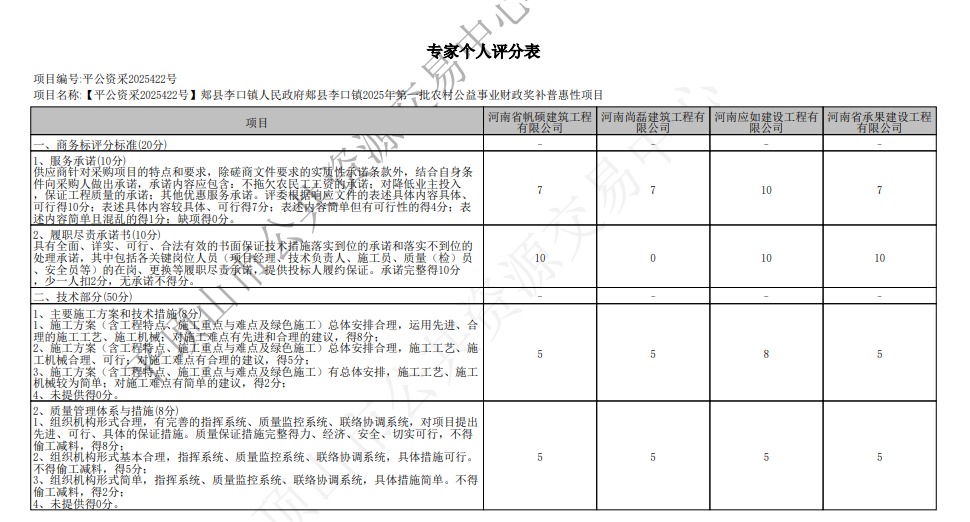 专家个人评分表
项目编号:平公资采2025422号
项目名称:【平公资采2025422号】郏县李口镇人民政府郏县李口镇2025年第一批农村公益事业财政奖补普惠性项目
项目 河南省帆硕建筑工程有限公司 河南尚磊建筑工程有限公司 河南应如建设工程有限公司 河南省承果建设工程有限公司
一、商务标评分标准(20分) - - - -
1、服务承诺(10分)
供应商针对采购项目的特点和要求，除磋商文件要求的实质性承诺条款外，结合自身条
件向采购人做出承诺，承诺内容应包含：不拖欠农民工工资的承诺；对降低业主投入
，保证工程质量的承诺；其他优惠服务承诺。评委根据响应文件的表述具体内容具体、
可行得10分；表述具体内容较具体、可行得7分；表述内容简单但有可行性的得4分；表
述内容简单且混乱的得1分；缺项得0分。
7 7 10 7
2、履职尽责承诺书(10分)
具有全面、详实、可行、合法有效的书面保证技术措施落实到位的承诺和落实不到位的
处理承诺，其中包括各关键岗位人员（项目经理、技术负责人、施工员、质量（检）员
、安全员等）的在岗、更换等履职尽责承诺，提供投标人履约保证。承诺完整得10分
，少一人扣2分，无承诺不得分。
10 0 10 10
二、技术部分(50分) - - - -
1、主要施工方案和技术措施(8分)
1、施工方案（含工程特点、施工重点与难点及绿色施工）总体安排合理，运用先进、合
理的施工工艺、施工机械；对施工难点有先进和合理的建议，得8分；
2、施工方案（含工程特点、施工重点与难点及绿色施工）总体安排合理，施工工艺、施
工机械合理、可行；对施工难点有合理的建议，得5分；
3、施工方案（含工程特点、施工重点与难点及绿色施工）有总体安排，施工工艺、施工
机械较为简单；对施工难点有简单的建议，得2分；
4、未提供得0分。
5 5 8 5
2、质量管理体系与措施(8分)
1、组织机构形式合理，有完善的指挥系统、质量监控系统、联络协调系统，对项目提出
先进、可行、具体的保证措施。质量保证措施完整得力、经济、安全、切实可行，不得
偷工减料，得8分；
2、组织机构形式基本合理，指挥系统、质量监控系统、联络协调系统，具体措施可行。
不得偷工减料，得5分；
3、组织机构形式简单，指挥系统、质量监控系统、联络协调系统，具体措施简单。不得
偷工减料，得2分；
4、未提供得0分。
5 5 5 5